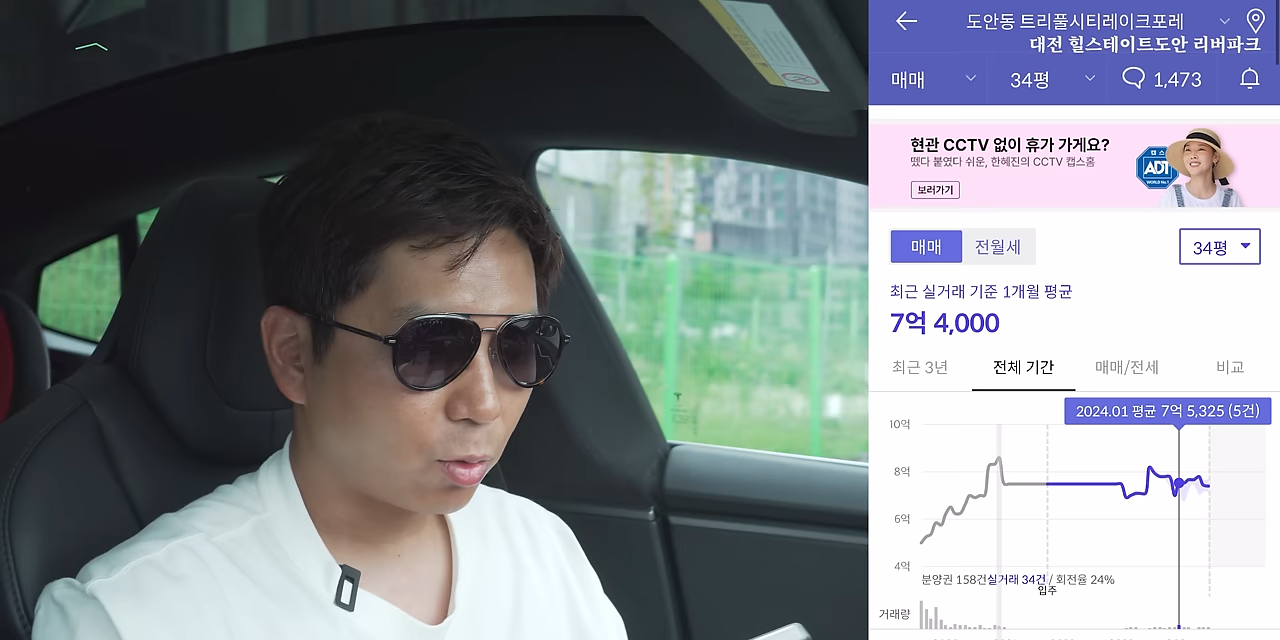 도안동 트리풀시티레이크포레
대전 힐스테이트도안 리버파크
매매 34평 1,473
현관 CCTV 없이 휴가 가게요?
뗐다 붙였다 쉬운, 한혜진의 CCTV 캡스홈
보러가기
캡스
ADT
WORLD No.1
매매 전월세 34평
최근 실거래 기준 1개월 평균
7억 4,000
최근 3년 전체 기간 매매/전세 비교
2024.01 평균 7억 5,325 (5건)
10억
8억
6억
4억
분양권 158건실거래 34건 / 회전율 24%
입주
거래량